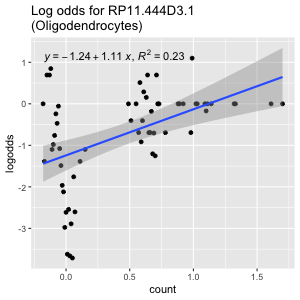 Log odds for RP11.444D3.1
(Oligodendrocytes)
y = −1.24 + 1.11 x, R² = 0.23
logodds
1
0
-1
-2
-3
0.0 0.5 1.0 1.5
count